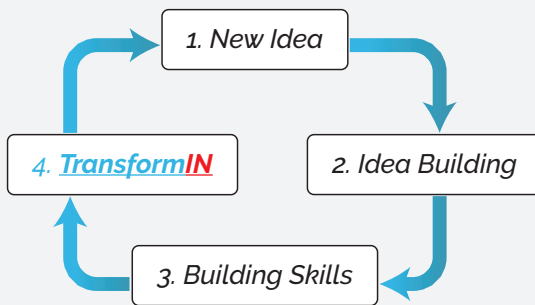 1. New Idea
2. Idea Building
3. Building Skills
4. TransformIN